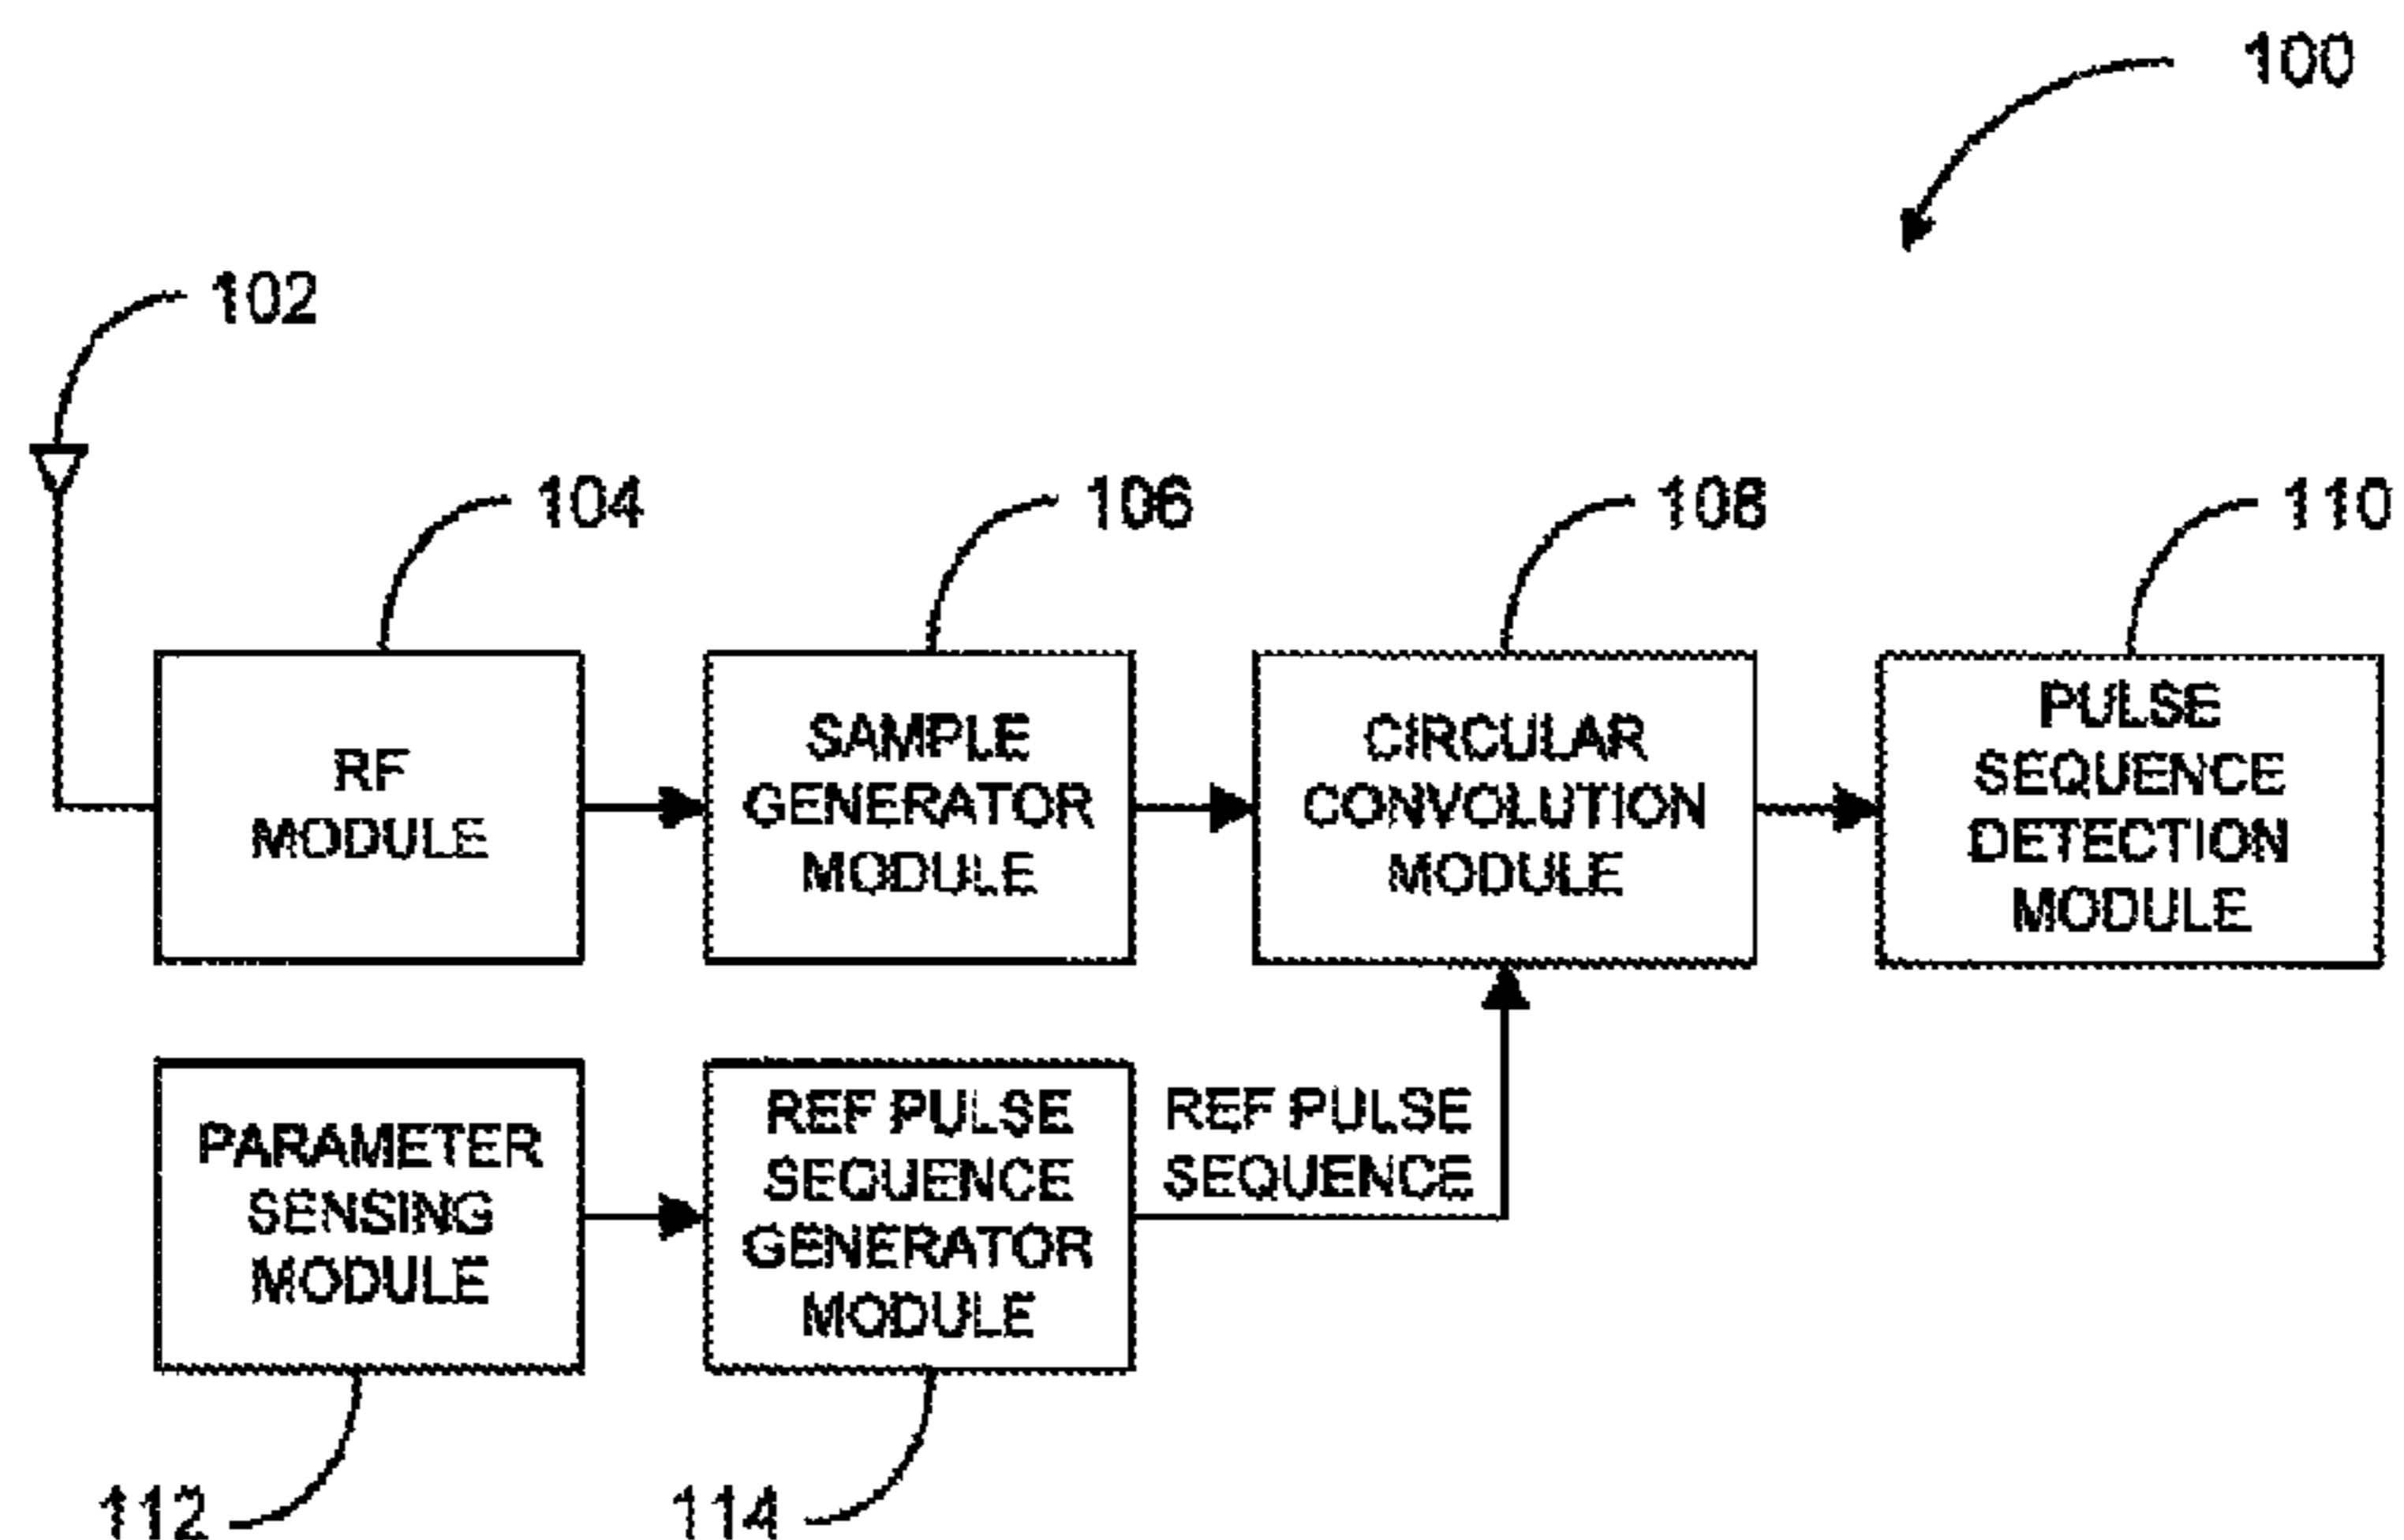 100
102
104
106
108
110
RF
MODULE
SAMPLE
GENERATOR
MODULE
CIRCULAR
CONVOLUTION
MODULE
PULSE
SEQUENCE
DETECTION
MODULE
PARAMETER
SENSING
MODULE
REF PULSE
SEQUENCE
GENERATOR
MODULE
REF PULSE
SEQUENCE
112
114